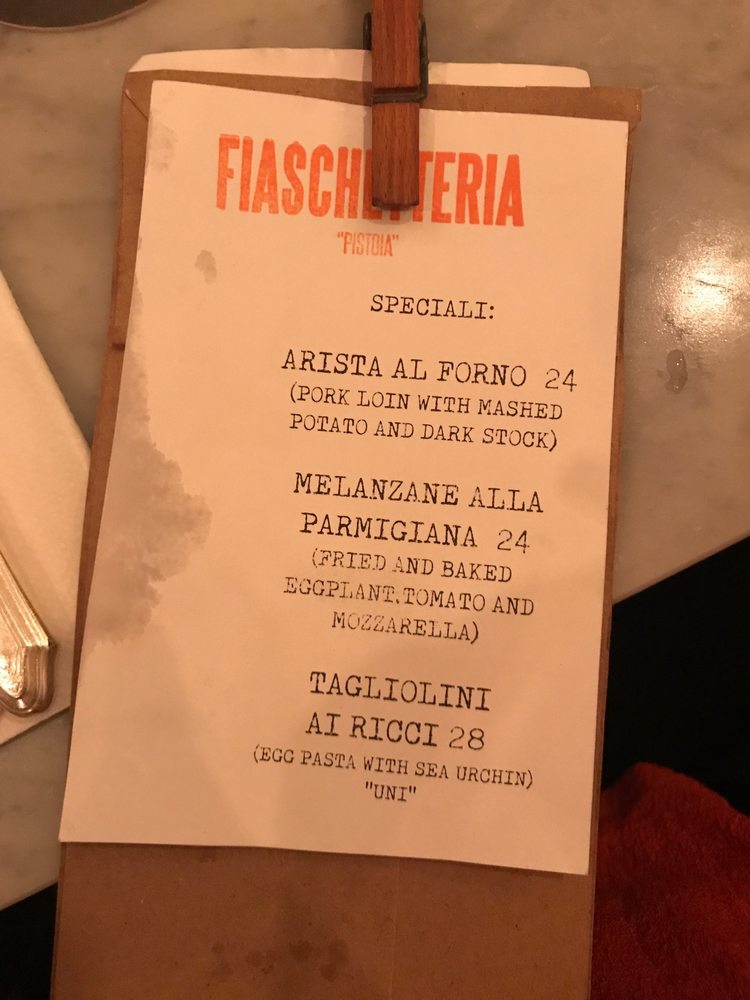 FIASCHETTERIA
"PISTOIA"
SPECIALI:
ARISTA AL FORNO 24
(PORK LOIN WITH MASHED
POTATO AND DARK STOCK)
MELANZANE ALLA
PARMIGIANA 24
(FRIED AND BAKED
EGGPLANT.TOMATO AND
MOZZARELLA)
TAGLIOLINI
AI RICCI 28
(EGG PASTA WITH SEA URCHIN)
"UNI"